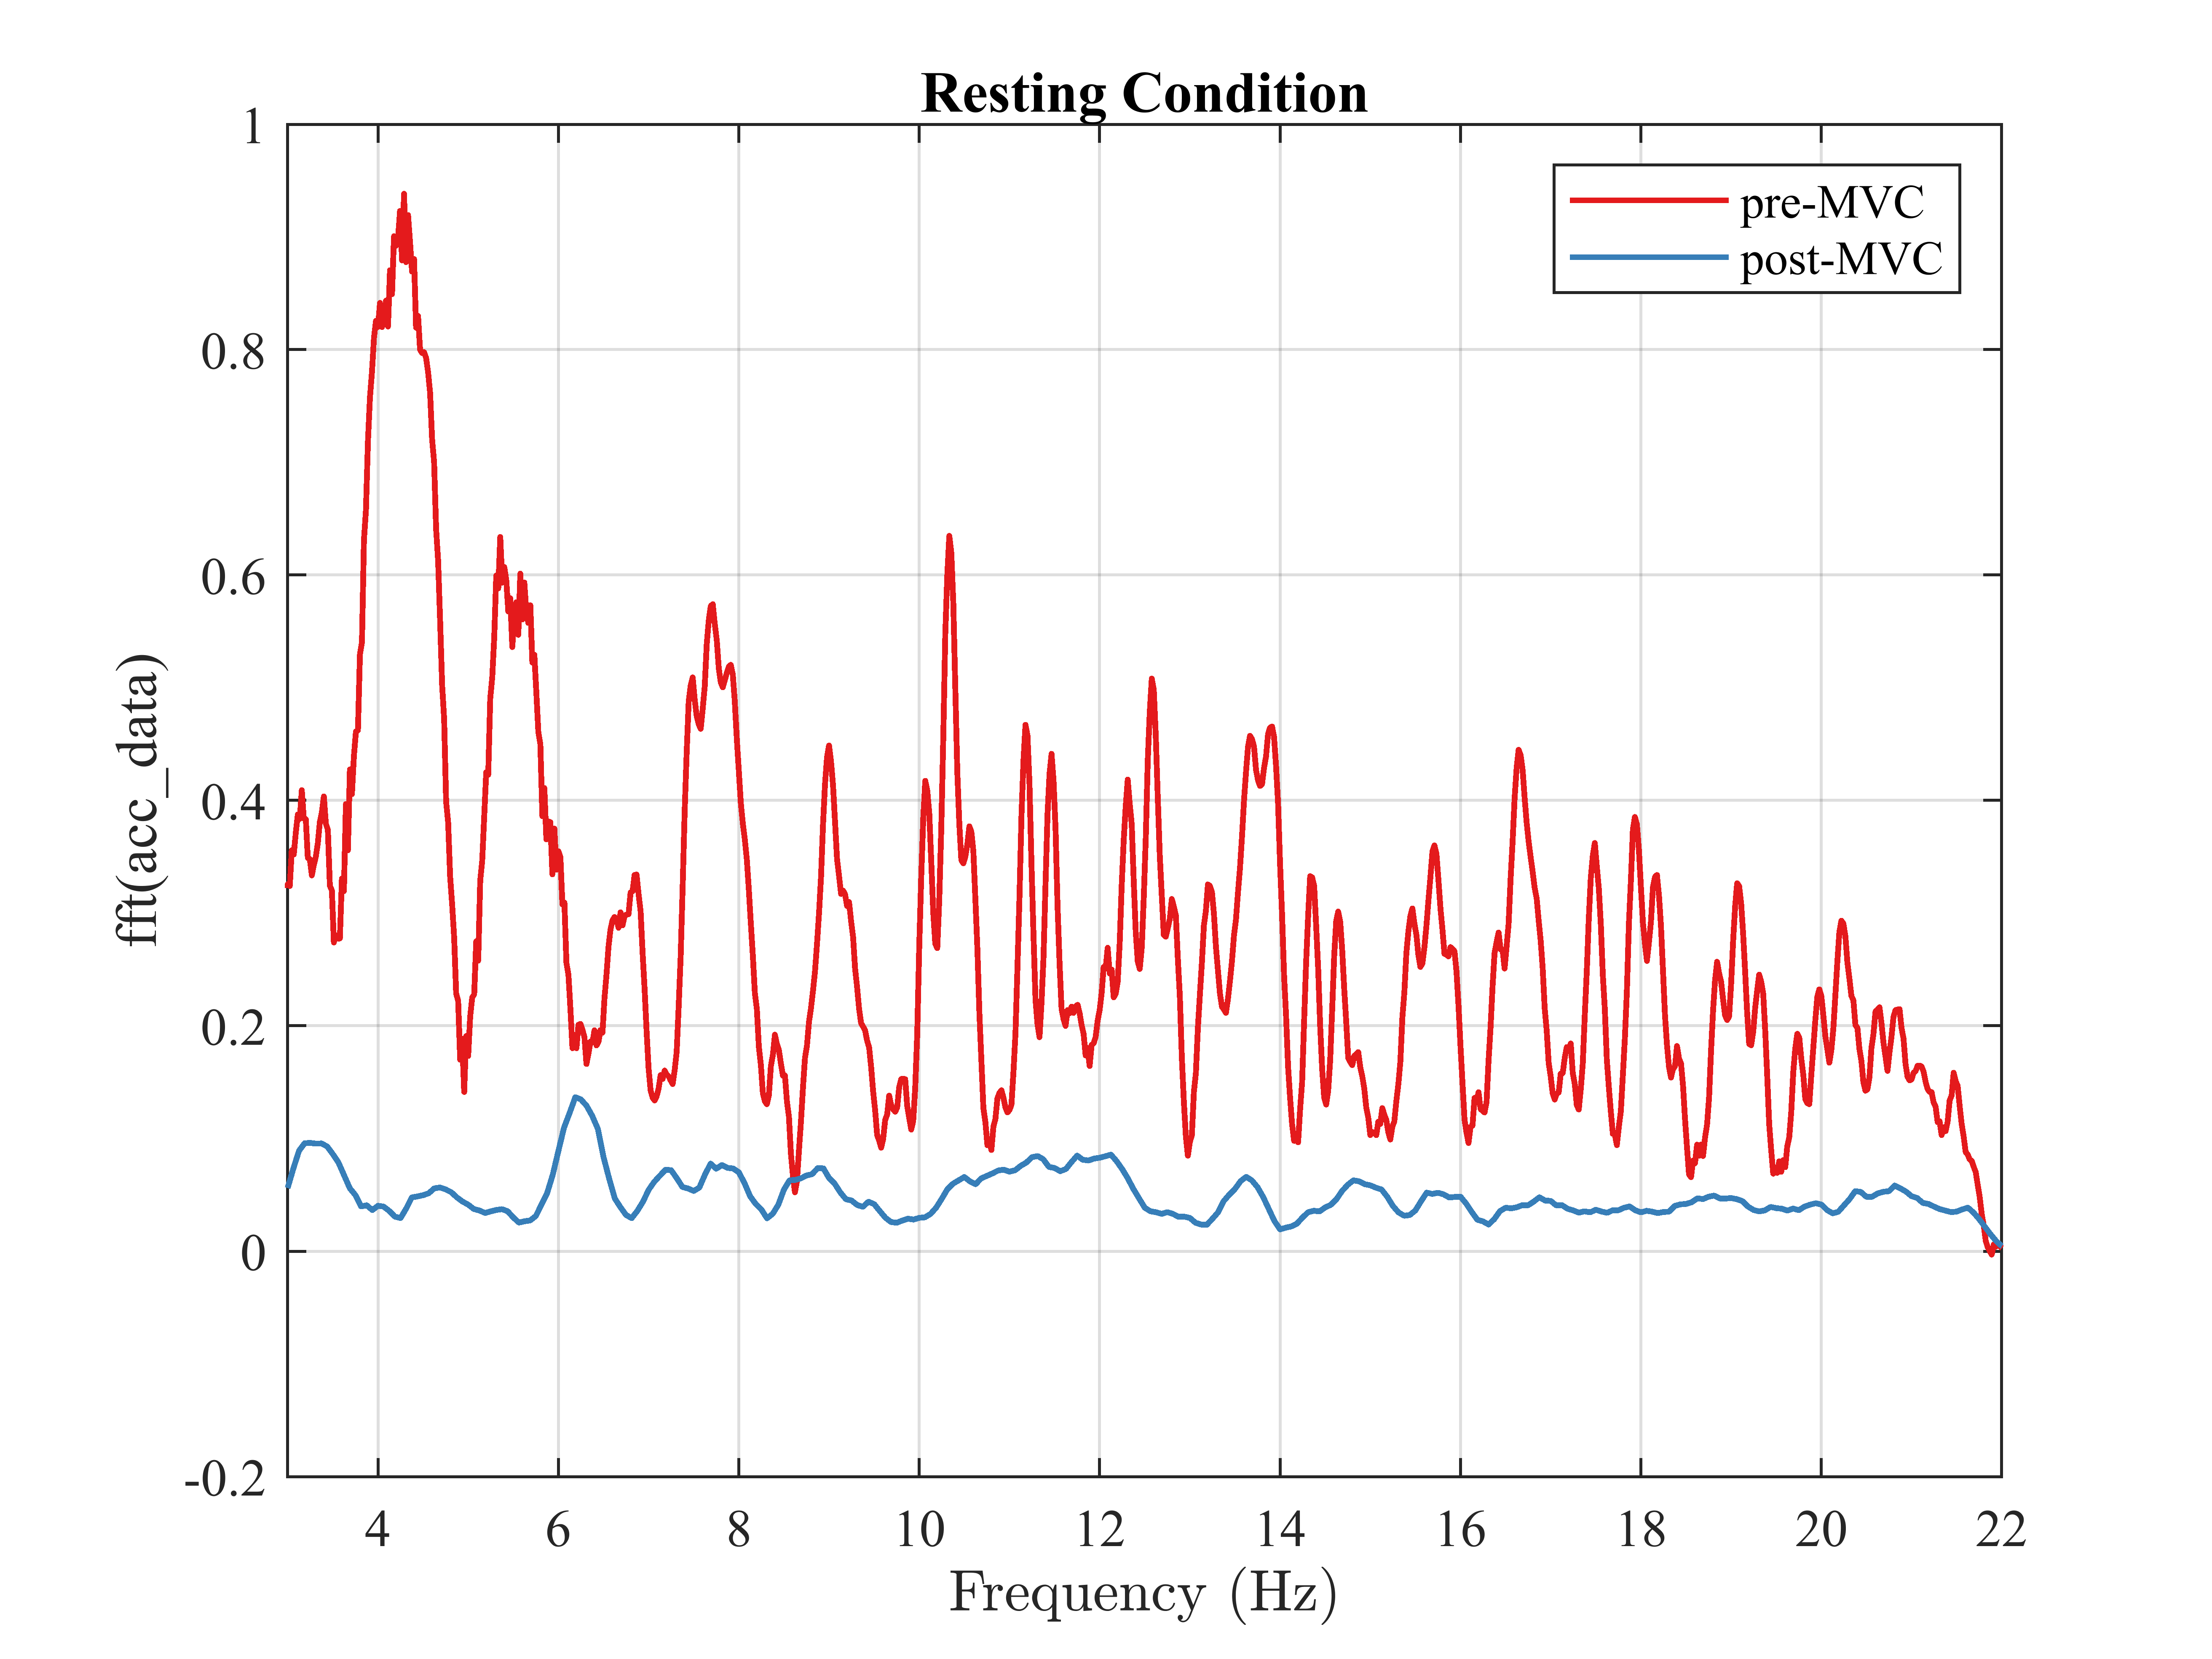 Resting Condition
pre-MVC
post-MVC
fft(acc_data)
1
0.8
0.6
0.4
0.2
0
-0.2
4 6 8 10 12 14 16 18 20 22
Frequency (Hz)